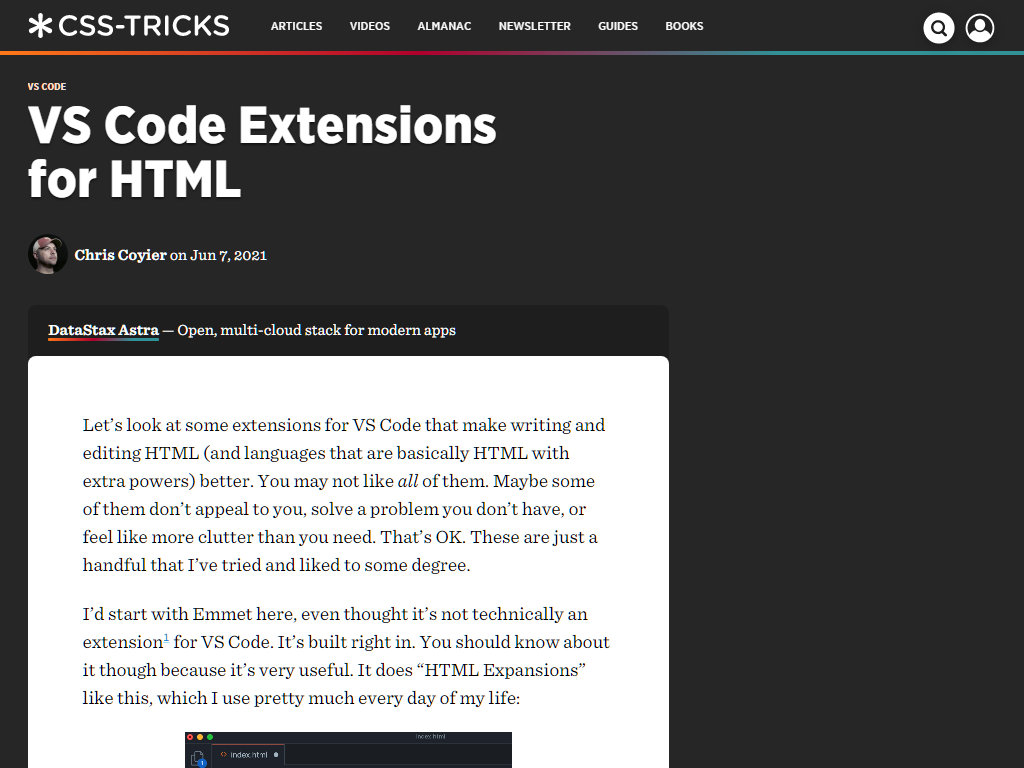 CSS-TRICKS
ARTICLES VIDEOS ALMANAC NEWSLETTER GUIDES BOOKS
VS CODE
VS Code Extensions
for HTML
Chris Coyier on Jun 7, 2021
DataStax Astra — Open, multi-cloud stack for modern apps
Let’s look at some extensions for VS Code that make writing and
editing HTML (and languages that are basically HTML with
extra powers) better. You may not like all of them. Maybe some
of them don’t appeal to you, solve a problem you don’t have, or
feel like more clutter than you need. That’s OK. These are just a
handful that I’ve tried and liked to some degree.
I’d start with Emmet here, even thought it’s not technically an
extension1 for VS Code. It’s built right in. You should know about
it though because it’s very useful. It does “HTML Expansions”
like this, which I use pretty much every day of my life:
index.html
index.html
1